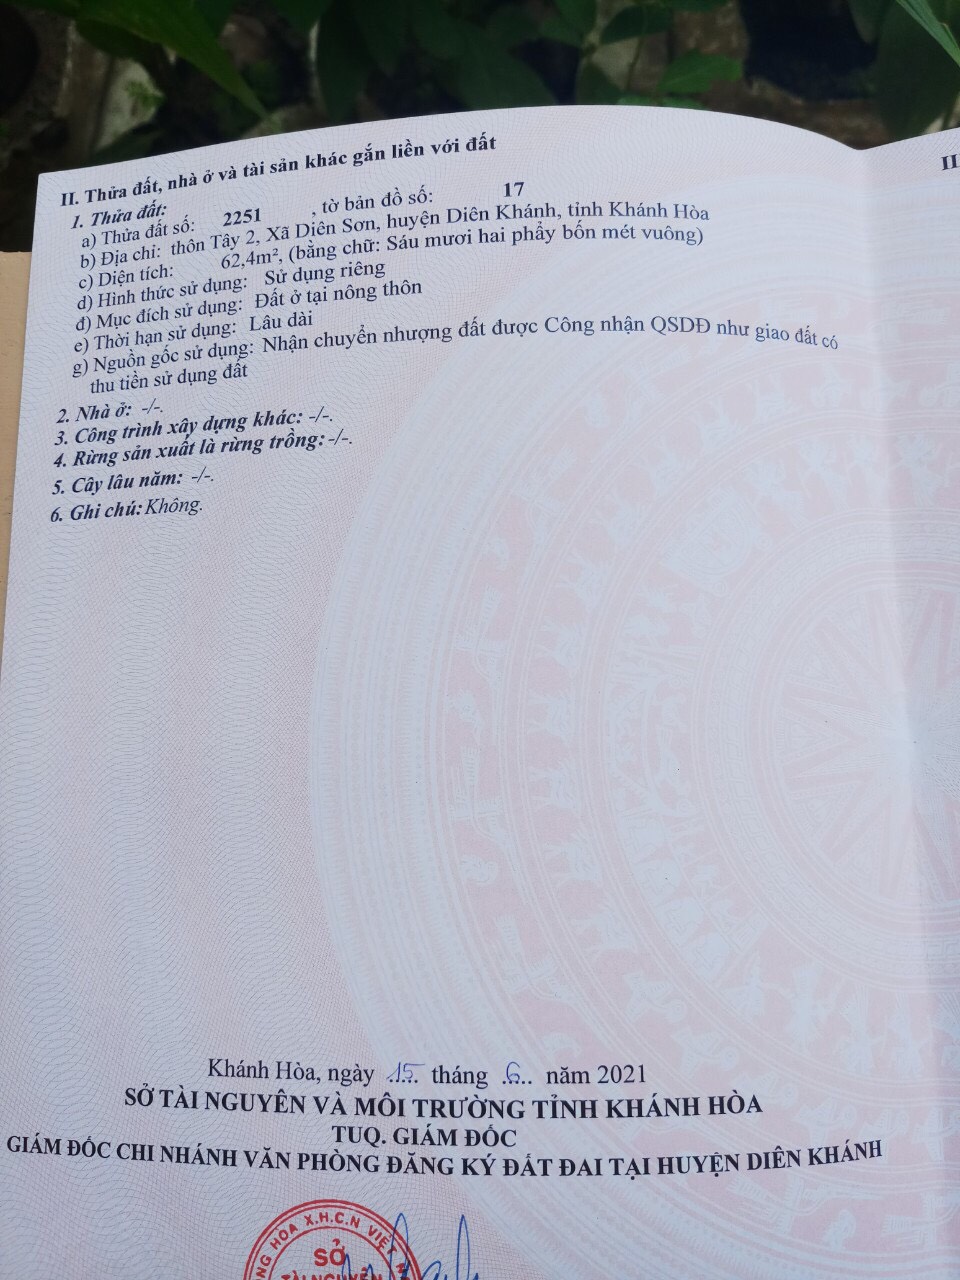 II. Thửa đất, nhà ở và tài sản khác gắn liền với đất
II
1. Thửa đất:
a) Thửa đất số: 2251 , tờ bản đồ số: 17
b) Địa chỉ: thôn Tây 2, Xã Diên Sơn, huyện Diên Khánh, tỉnh Khánh Hòa
c) Diện tích: 62,4m², (bằng chữ: Sáu mươi hai phẩy bốn mét vuông)
d) Hình thức sử dụng: Sử dụng riêng
đ) Mục đích sử dụng: Đất ở tại nông thôn
e) Thời hạn sử dụng: Lâu dài
g) Nguồn gốc sử dụng: Nhận chuyển nhượng đất được Công nhận QSDĐ như giao đất có
thu tiền sử dụng đất
2. Nhà ở: -/-.
3. Công trình xây dựng khác: -/-.
4. Rừng sản xuất là rừng trồng: -/-.
5. Cây lâu năm: -/-.
6. Ghi chú: Không.
Khánh Hòa, ngày 15 tháng 6 năm 2021
SỞ TÀI NGUYÊN VÀ MÔI TRƯỜNG TỈNH KHÁNH HÒA
TUQ. GIÁM ĐỐC
GIÁM ĐỐC CHI NHÁNH VĂN PHÒNG ĐĂNG KÝ ĐẤT ĐAI TẠI HUYỆN DIÊN KHÁNH
HÒA X.H.C.N VIỆT
SỞ
TÀI NGUYÊN